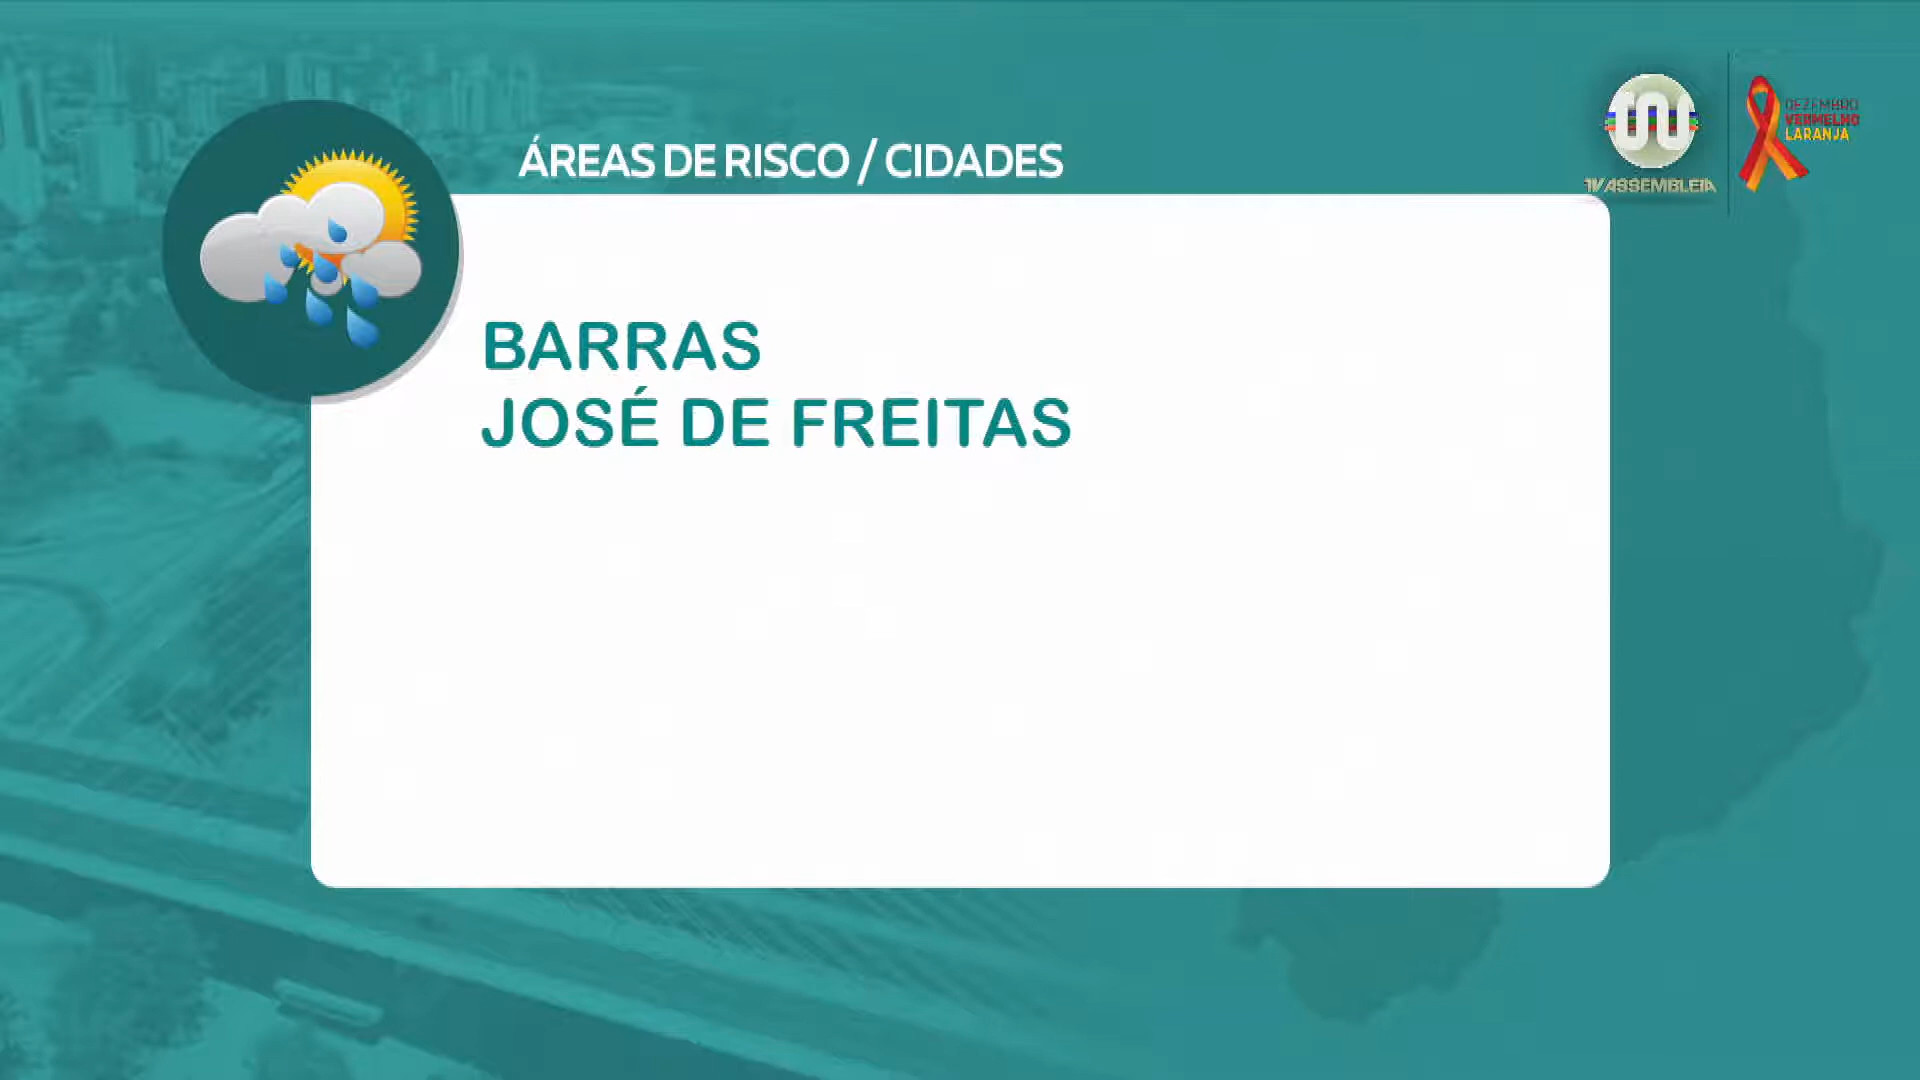 ÁREAS DE RISCO / CIDADES
TV ASSEMBLEIA
DEZEMBRO
VERMELHO
LARANJA
BARRAS
JOSÉ DE FREITAS